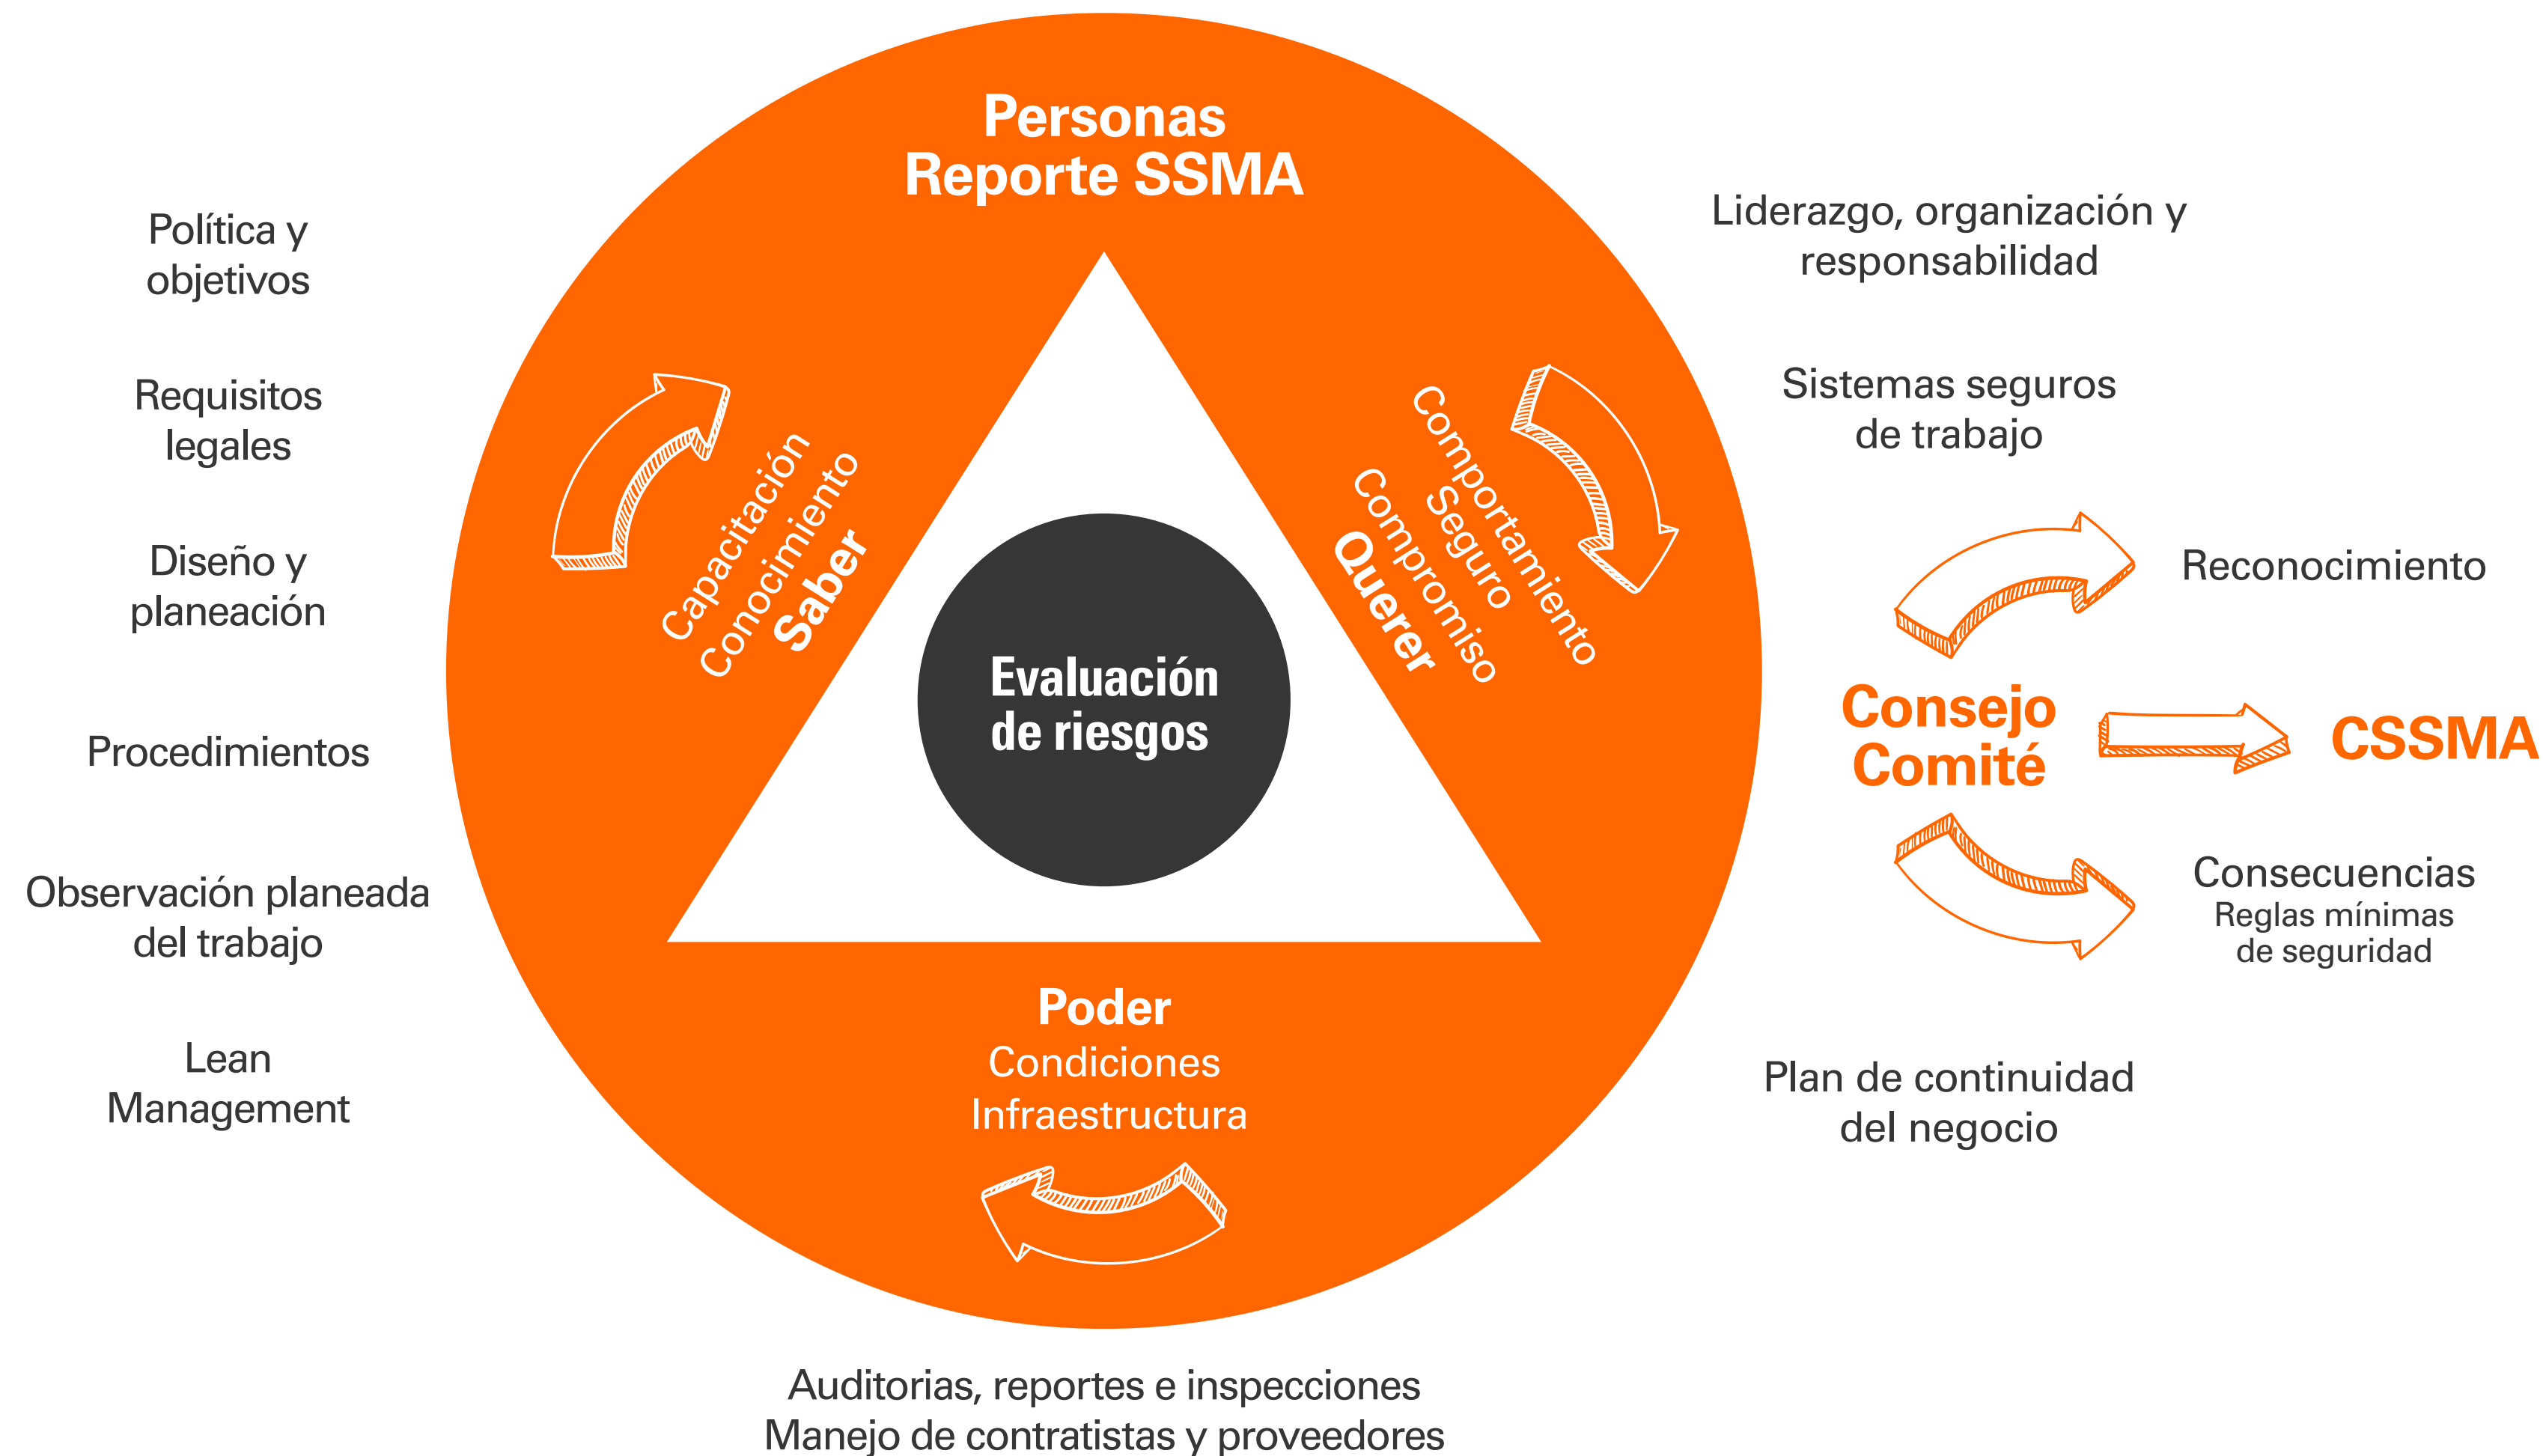 Personas
Reporte SSMA
Política y
objetivos
Requisitos
legales
Diseño y
planeación
Procedimientos
Observación planeada
del trabajo
Lean
Management
Capacitación
Conocimiento
Saber
Evaluación
de riesgos
Comportamiento
Seguro
Compromiso
Querer
Poder
Condiciones
Infraestructura
Liderazgo, organización y
responsabilidad
Sistemas seguros
de trabajo
Reconocimiento
Consejo
Comité
CSSMA
Consecuencias
Reglas mínimas
de seguridad
Plan de continuidad
del negocio
Auditorias, reportes e inspecciones
Manejo de contratistas y proveedores